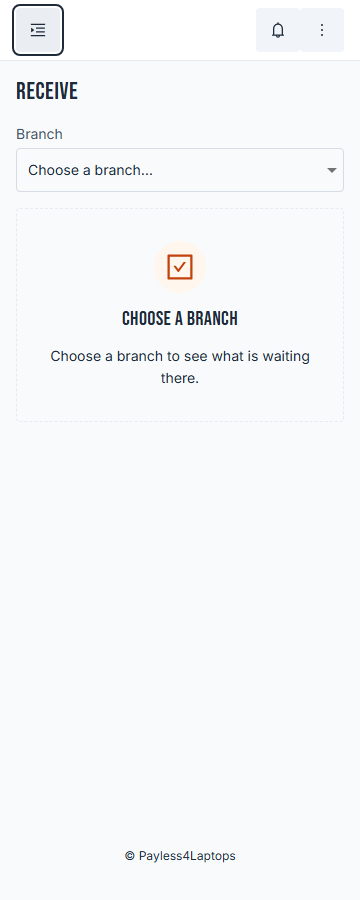 RECEIVE
Branch
Choose a branch...
CHOOSE A BRANCH
Choose a branch to see what is waiting
there.
© Payless4Laptops